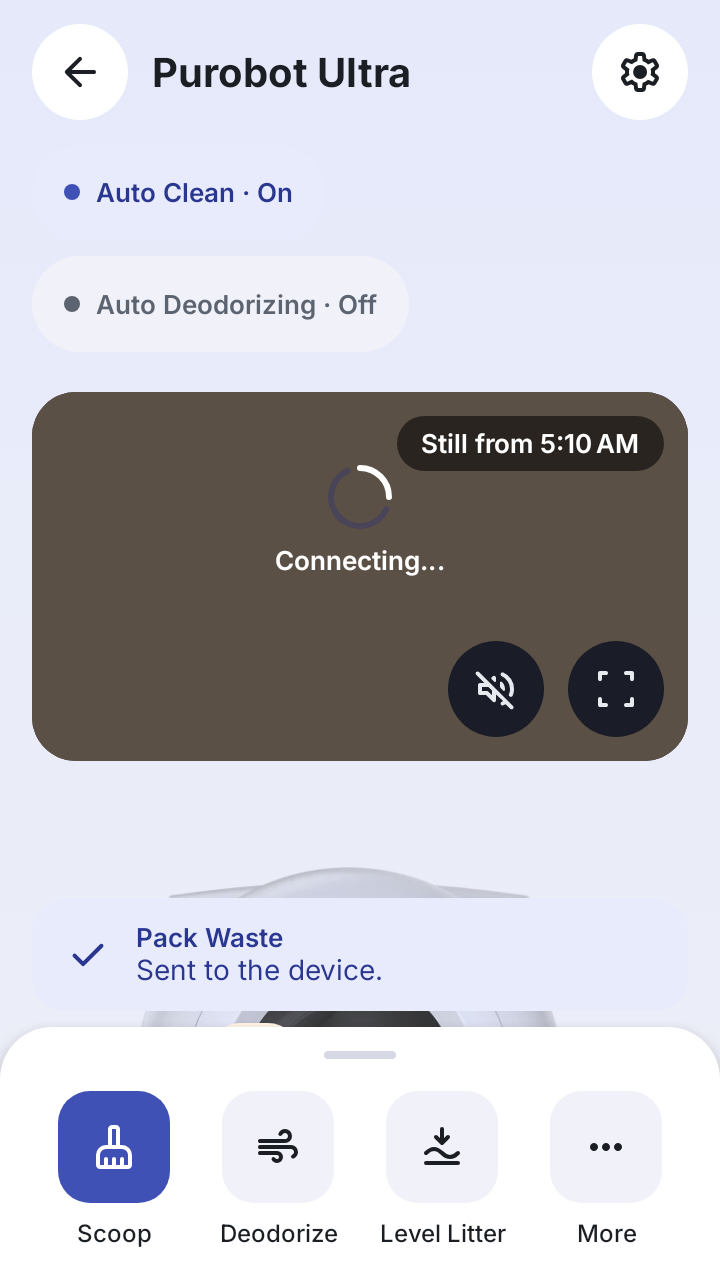 Purobot Ultra
Auto Clean · On
Auto Deodorizing · Off
Still from 5:10 AM
Connecting...
Pack Waste
Sent to the device.
Scoop
Deodorize
Level Litter
More